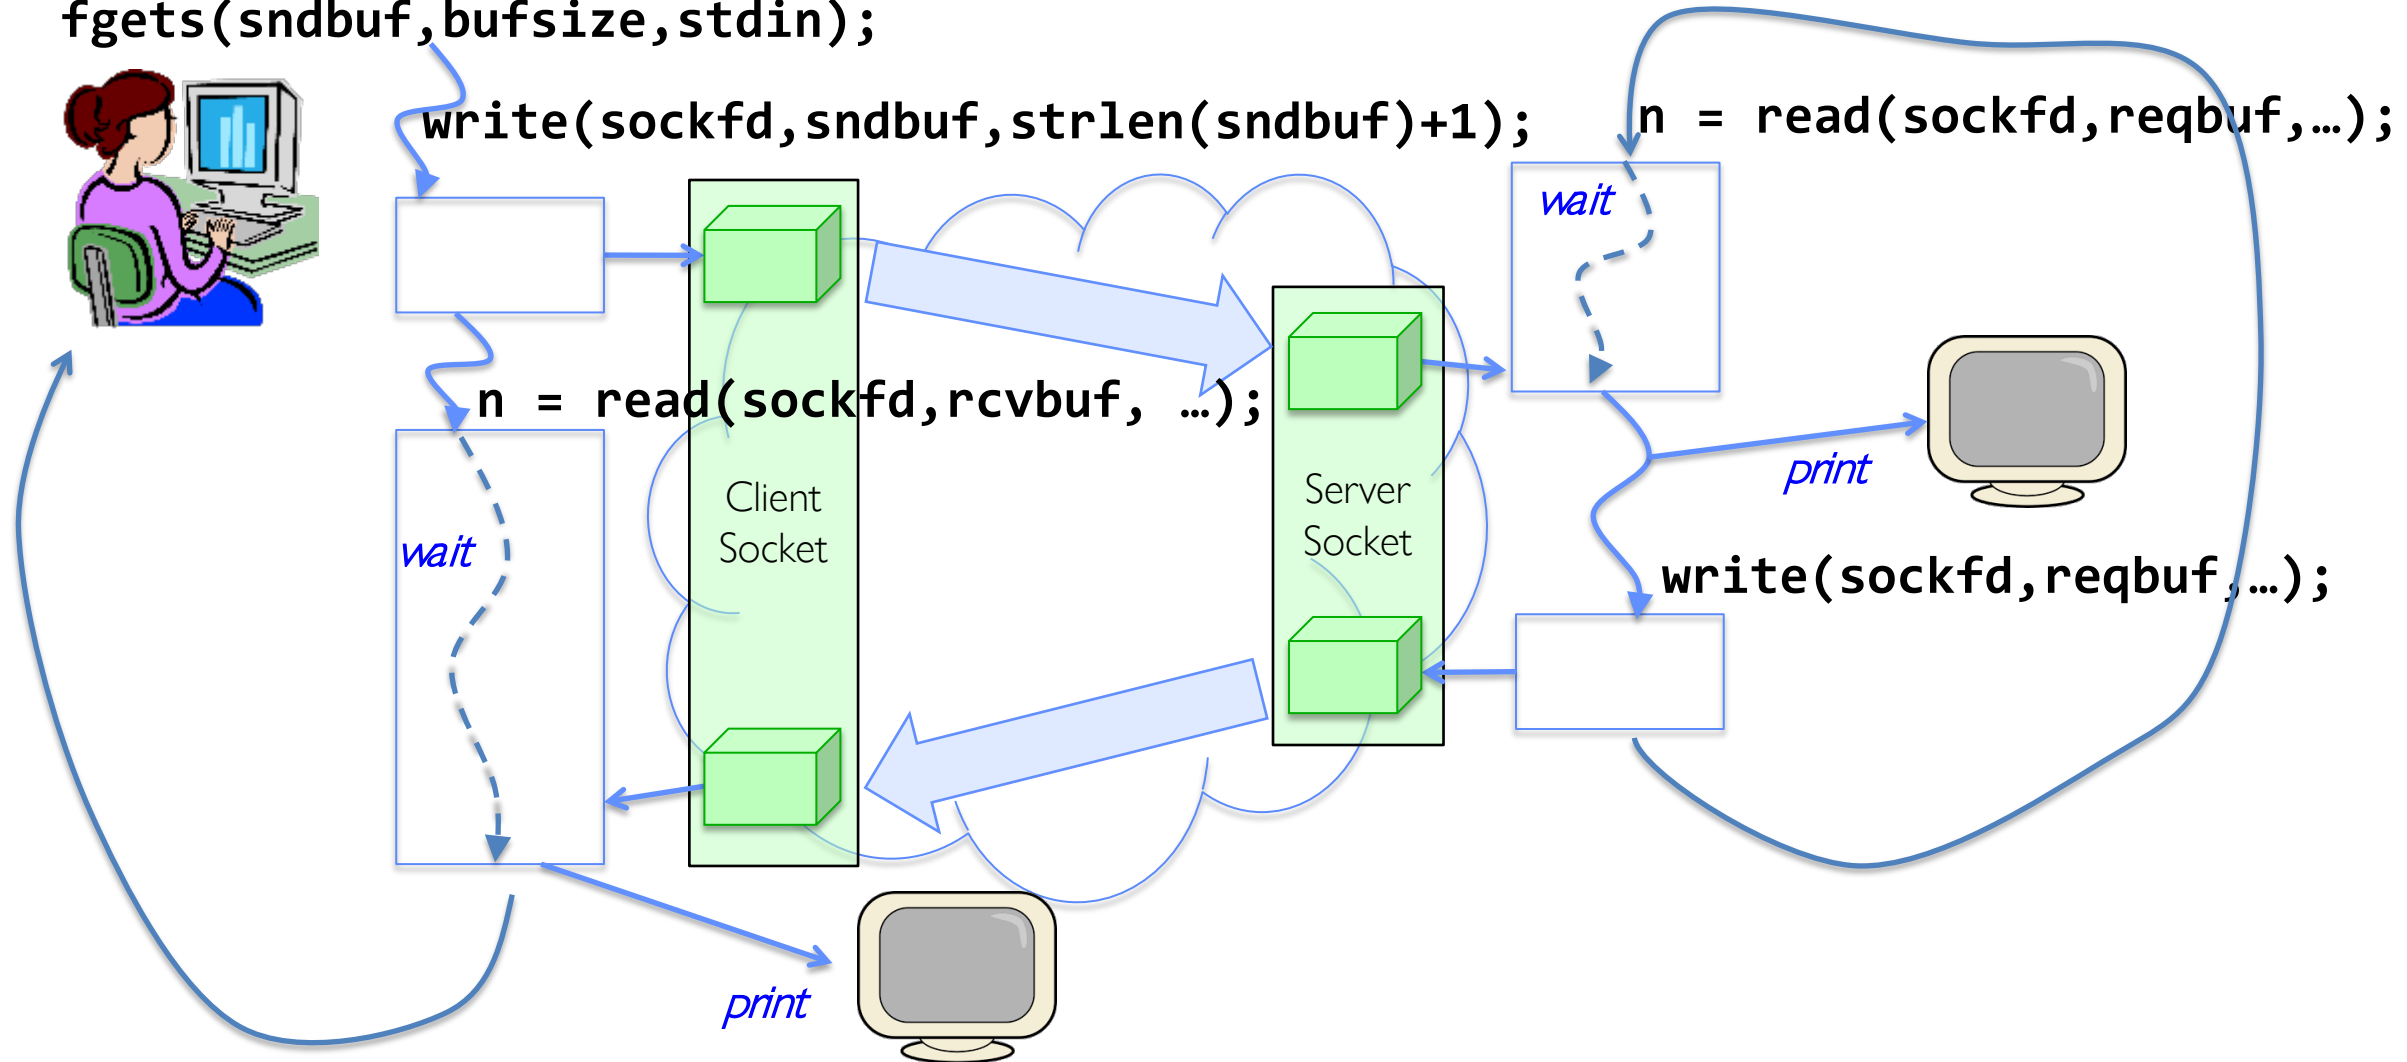 fgets(sndbuf,bufsize,stdin);
write(sockfd,sndbuf,strlen(sndbuf)+1);
n = read(sockfd,reqbuf,…);
wait
n = read(sockfd,rcvbuf, …);
Client
Socket
Server
Socket
print
wait
write(sockfd,reqbuf,…);
print